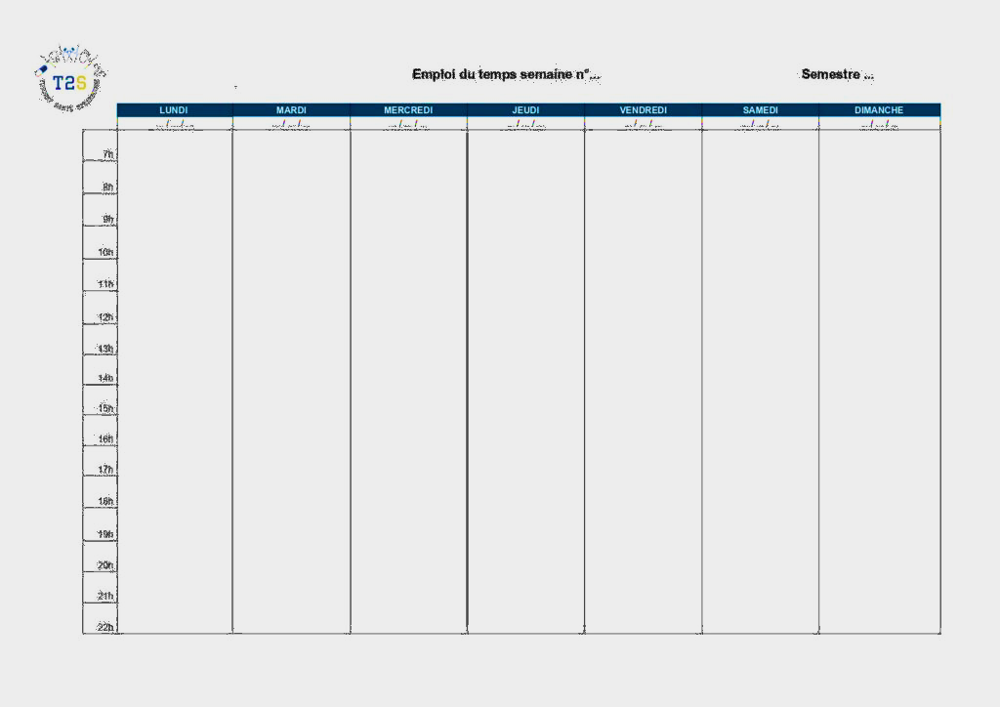 T2S
Emploi du temps semaine n°...
Semestre ...
LUNDI MARDI MERCREDI JEUDI VENDREDI SAMEDI DIMANCHE
7h
8h
9h
10h
11h
12h
13h
14h
15h
16h
17h
18h
19h
20h
21h
22h